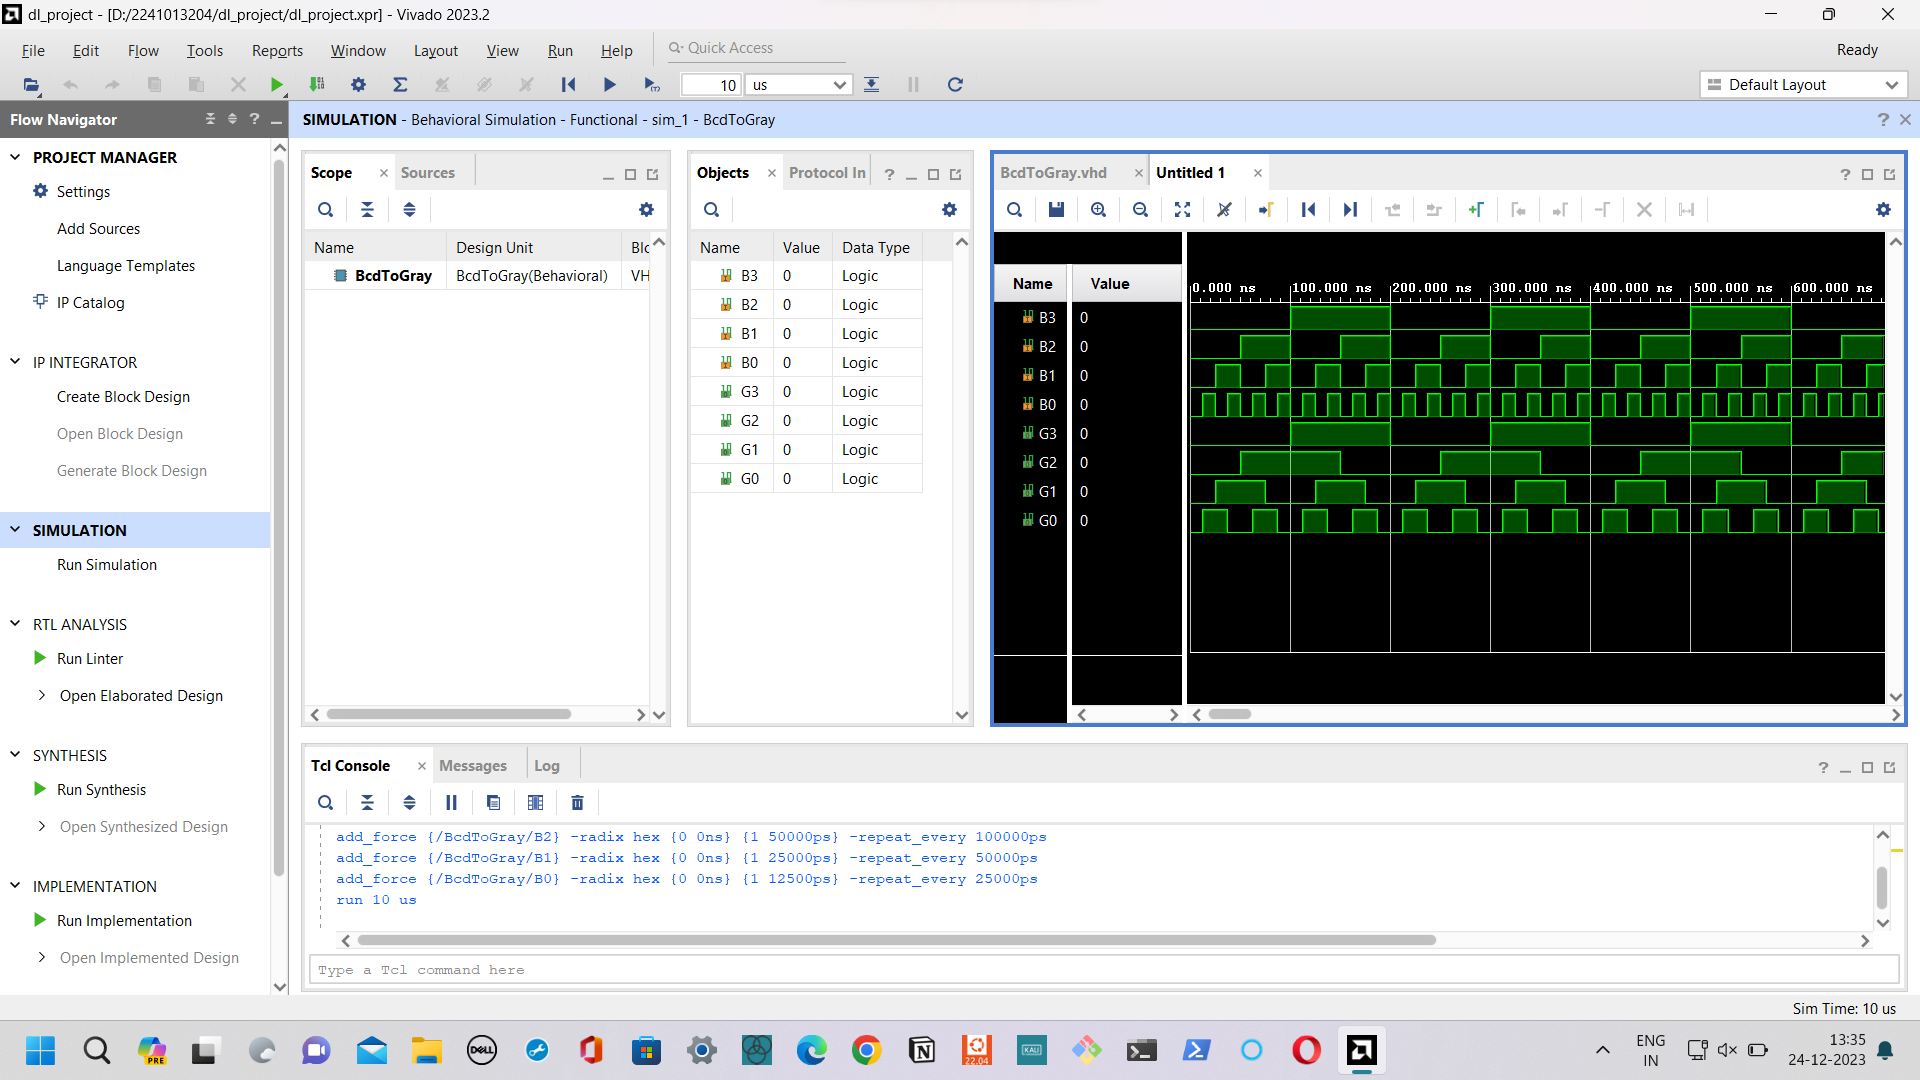 dl_project - [D:/2241013204/dl_project/dl_project.xpr] - Vivado 2023.2
File Edit Flow Tools Reports Window Layout View Run Help Quick Access Ready
10 us Default Layout
Flow Navigator
SIMULATION - Behavioral Simulation - Functional - sim_1 - BcdToGray
PROJECT MANAGER
Settings
Add Sources
Language Templates
IP Catalog
IP INTEGRATOR
Create Block Design
Open Block Design
Generate Block Design
SIMULATION
Run Simulation
RTL ANALYSIS
Run Linter
Open Elaborated Design
SYNTHESIS
Run Synthesis
Open Synthesized Design
IMPLEMENTATION
Run Implementation
Open Implemented Design
Scope Sources
Name Design Unit Blc
BcdToGray BcdToGray(Behavioral) VH
Objects Protocol In
Name Value Data Type
B3 0 Logic
B2 0 Logic
B1 0 Logic
B0 0 Logic
G3 0 Logic
G2 0 Logic
G1 0 Logic
G0 0 Logic
BcdToGray.vhd Untitled 1
Name Value
0.000 ns 100.000 ns 200.000 ns 300.000 ns 400.000 ns 500.000 ns 600.000 ns
B3 0
B2 0
B1 0
B0 0
G3 0
G2 0
G1 0
G0 0
Tcl Console Messages Log
add_force {/BcdToGray/B2} -radix hex {0 0ns} {1 50000ps} -repeat_every 100000ps
add_force {/BcdToGray/B1} -radix hex {0 0ns} {1 25000ps} -repeat_every 50000ps
add_force {/BcdToGray/B0} -radix hex {0 0ns} {1 12500ps} -repeat_every 25000ps
run 10 us
Type a Tcl command here
Sim Time: 10 us
PRE
DELL
22.04
KALI
ENG
IN
13:35
24-12-2023